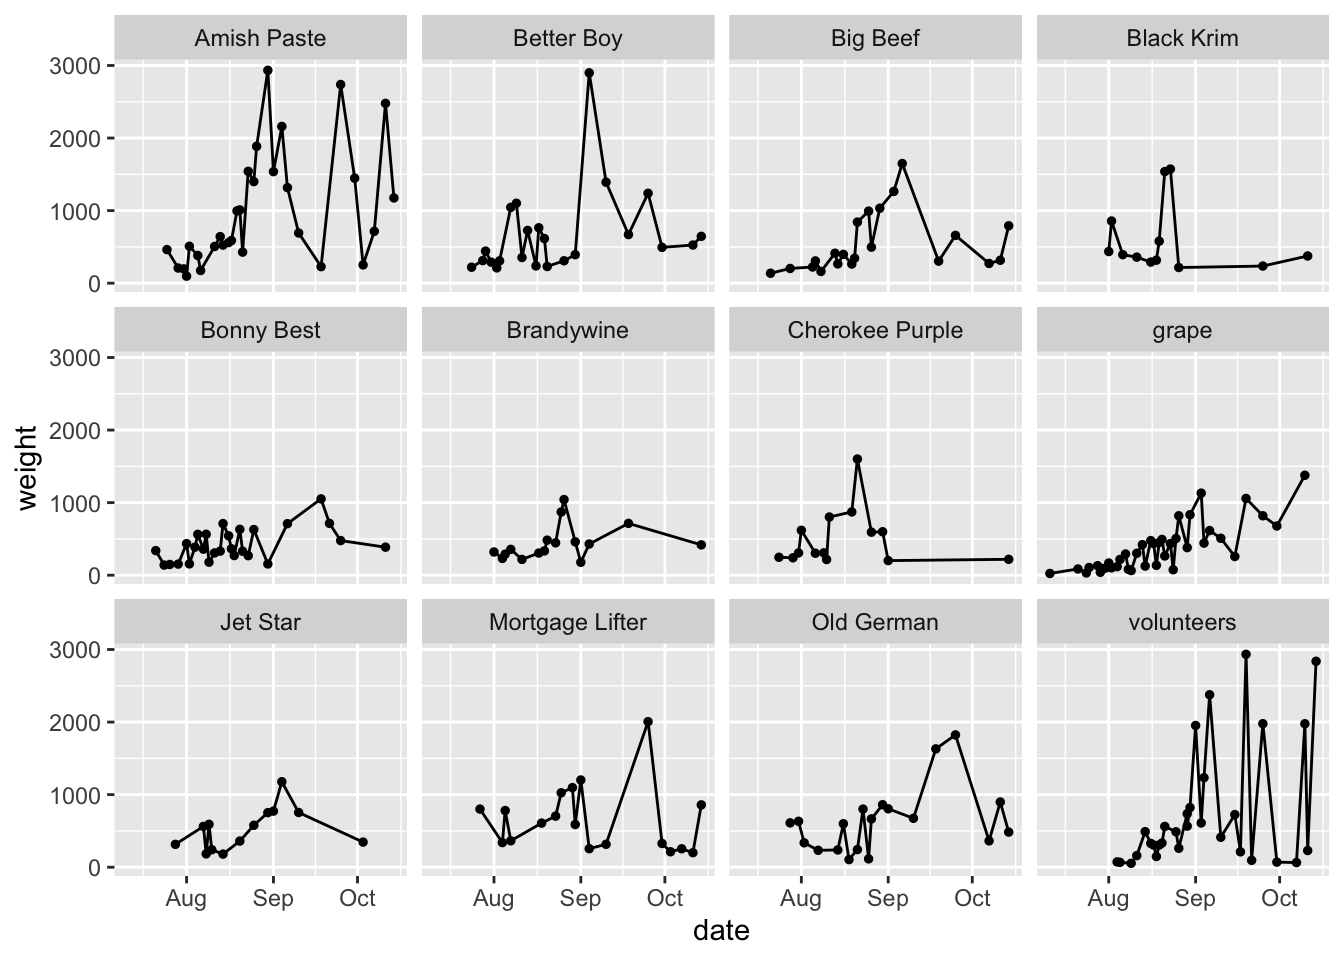 Amish Paste Better Boy Big Beef Black Krim
3000
2000
1000
0
Bonny Best Brandywine Cherokee Purple grape
3000
2000
1000
0
weight
Jet Star Mortgage Lifter Old German volunteers
3000
2000
1000
0
Aug Sep Oct Aug Sep Oct Aug Sep Oct Aug Sep Oct
date